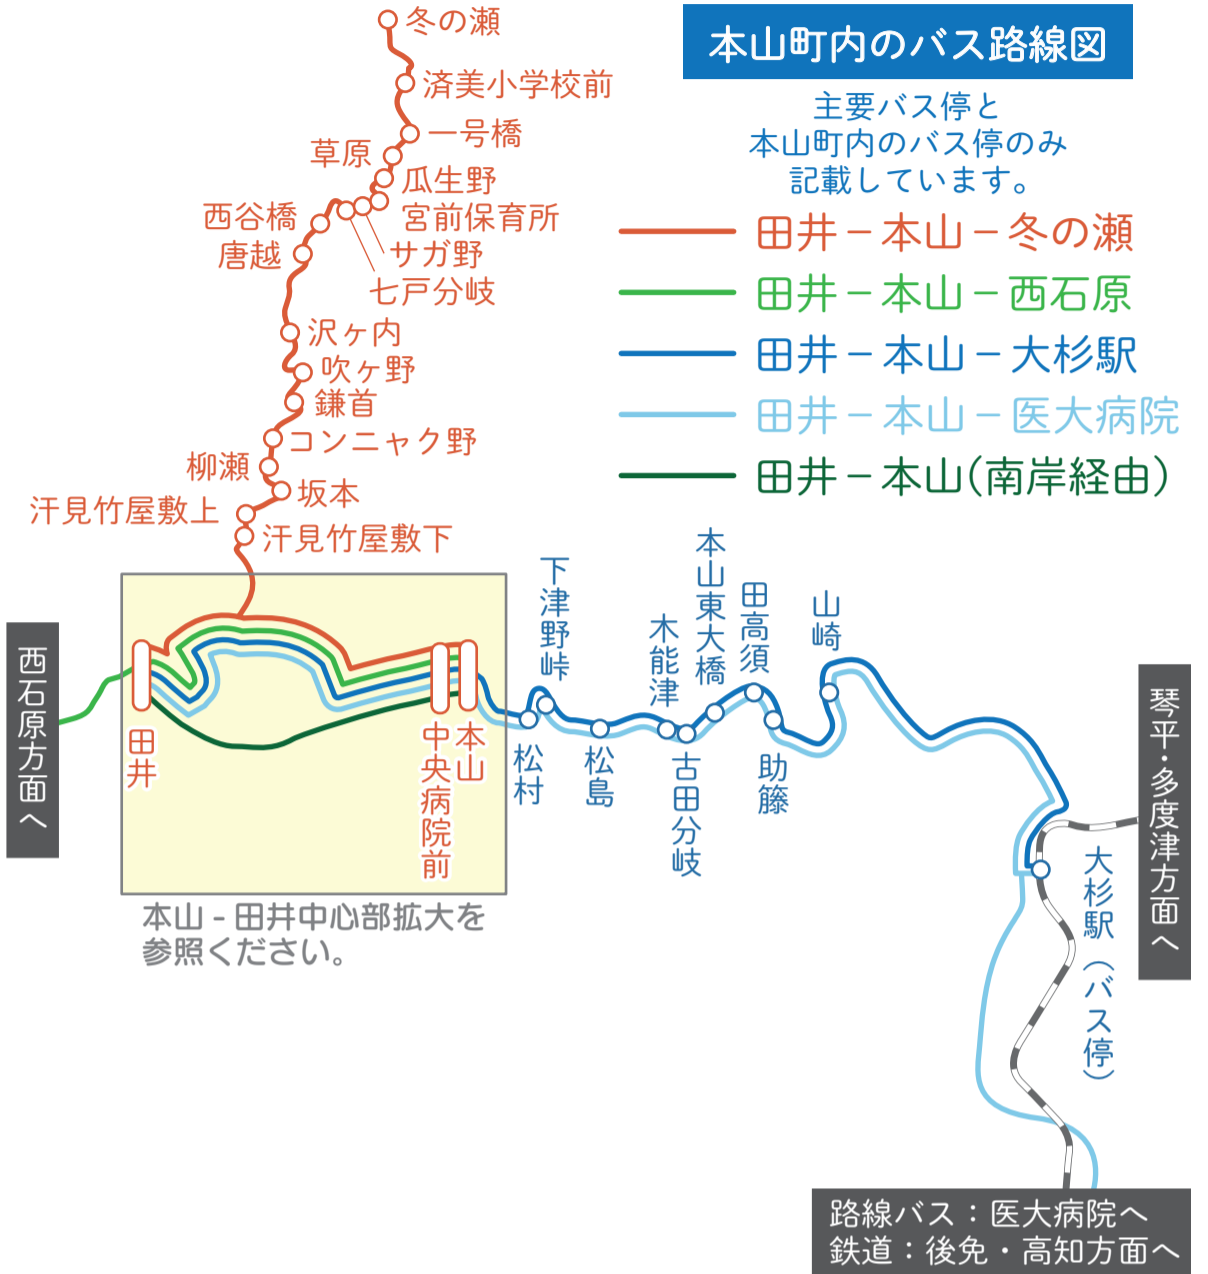 本山町内のバス路線図
主要バス停と
本山町内のバス停のみ
記載しています。
田井－本山－冬の瀬
田井－本山－西石原
田井－本山－大杉駅
田井－本山－医大病院
田井－本山(南岸経由)
冬の瀬
済美小学校前
一号橋
草原
瓜生野
宮前保育所
サガ野
七戸分岐
西谷橋
唐越
沢ヶ内
吹ヶ野
鎌首
コンニャク野
柳瀬
坂本
汗見竹屋敷上
汗見竹屋敷下
西石原方面へ
田井
中央病院前
本山
本山-田井中心部拡大を
参照ください。
松村
下津野峠
松島
木能津
古田分岐
本山東大橋
田高須
助藤
山崎
大杉駅（バス停）
琴平・多度津方面へ
路線バス：医大病院へ
鉄道：後免・高知方面へ